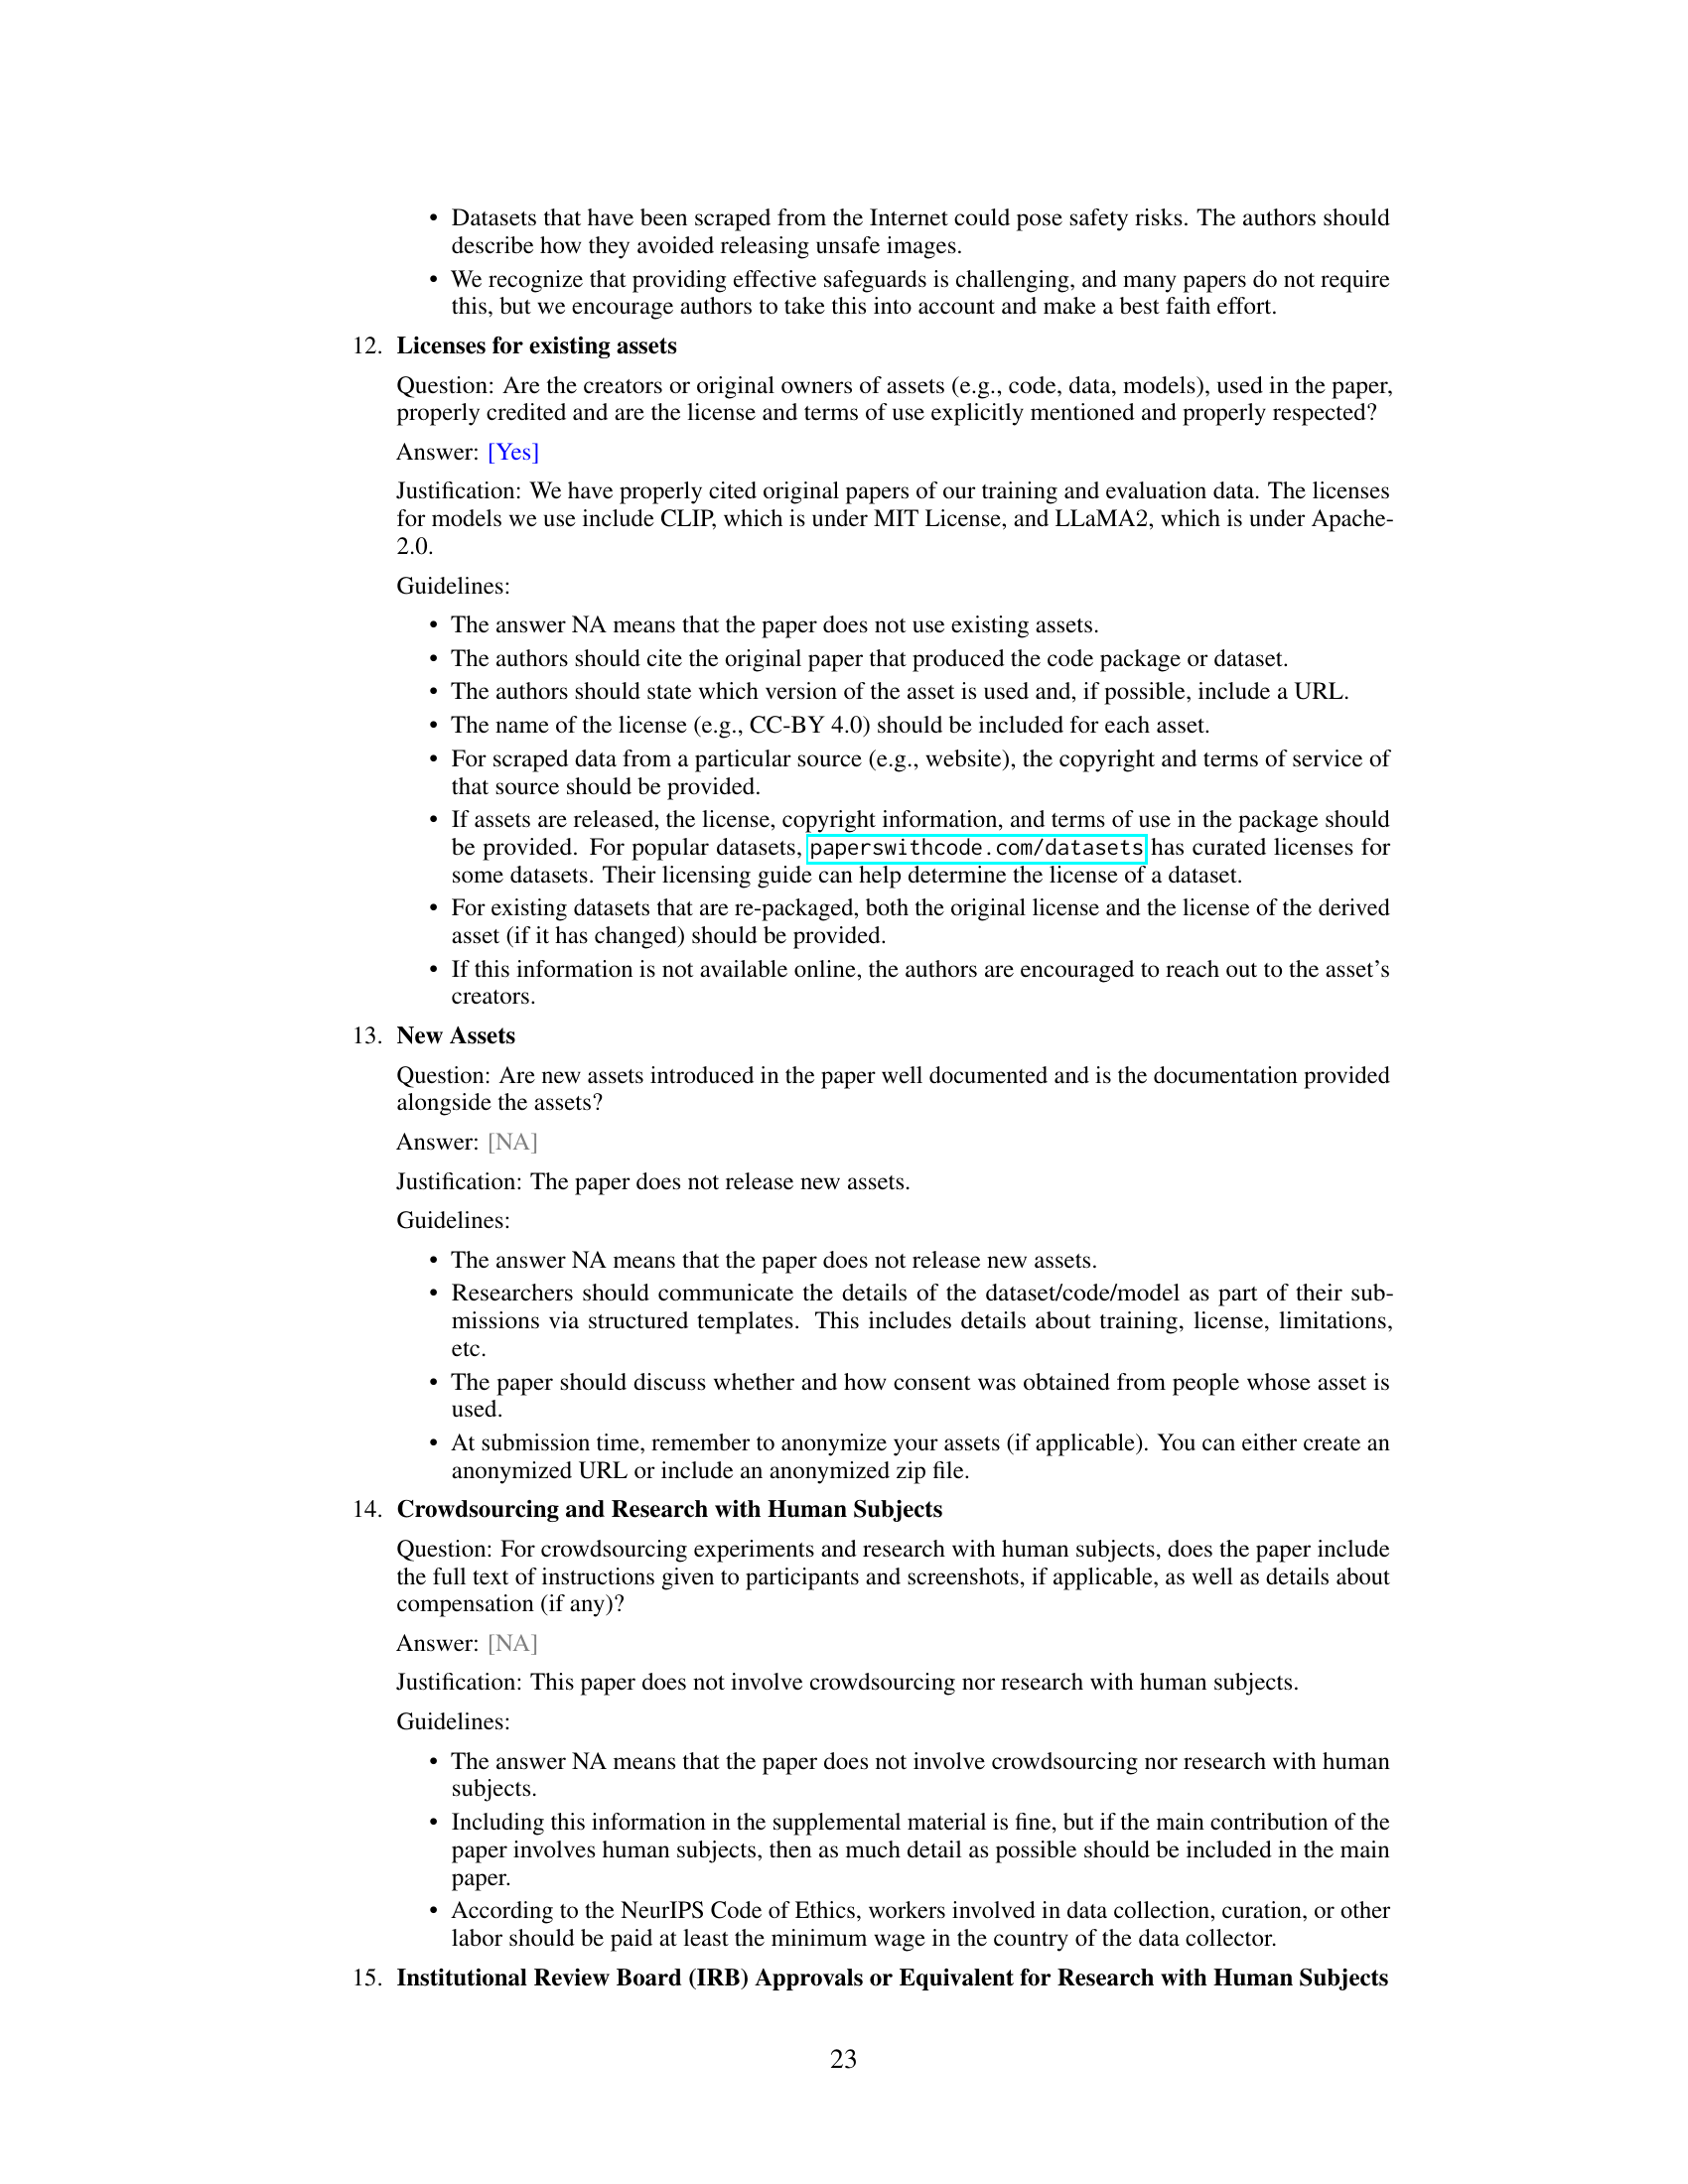 • Datasets that have been scraped from the Internet could pose safety risks. The authors should
describe how they avoided releasing unsafe images.
• We recognize that providing effective safeguards is challenging, and many papers do not require
this, but we encourage authors to take this into account and make a best faith effort.
12. Licenses for existing assets
Question: Are the creators or original owners of assets (e.g., code, data, models), used in the paper,
properly credited and are the license and terms of use explicitly mentioned and properly respected?
Answer: [Yes]
Justification: We have properly cited original papers of our training and evaluation data. The licenses
for models we use include CLIP, which is under MIT License, and LLaMA2, which is under Apache-
2.0.
Guidelines:
• The answer NA means that the paper does not use existing assets.
• The authors should cite the original paper that produced the code package or dataset.
• The authors should state which version of the asset is used and, if possible, include a URL.
• The name of the license (e.g., CC-BY 4.0) should be included for each asset.
• For scraped data from a particular source (e.g., website), the copyright and terms of service of
that source should be provided.
• If assets are released, the license, copyright information, and terms of use in the package should
be provided. For popular datasets, paperswithcode.com/datasets has curated licenses for
some datasets. Their licensing guide can help determine the license of a dataset.
• For existing datasets that are re-packaged, both the original license and the license of the derived
asset (if it has changed) should be provided.
• If this information is not available online, the authors are encouraged to reach out to the asset's
creators.
13. New Assets
Question: Are new assets introduced in the paper well documented and is the documentation provided
alongside the assets?
Answer: [NA]
Justification: The paper does not release new assets.
Guidelines:
• The answer NA means that the paper does not release new assets.
• Researchers should communicate the details of the dataset/code/model as part of their sub-
missions via structured templates. This includes details about training, license, limitations,
etc.
• The paper should discuss whether and how consent was obtained from people whose asset is
used.
• At submission time, remember to anonymize your assets (if applicable). You can either create an
anonymized URL or include an anonymized zip file.
14. Crowdsourcing and Research with Human Subjects
Question: For crowdsourcing experiments and research with human subjects, does the paper include
the full text of instructions given to participants and screenshots, if applicable, as well as details about
compensation (if any)?
Answer: [NA]
Justification: This paper does not involve crowdsourcing nor research with human subjects.
Guidelines:
• The answer NA means that the paper does not involve crowdsourcing nor research with human
subjects.
• Including this information in the supplemental material is fine, but if the main contribution of the
paper involves human subjects, then as much detail as possible should be included in the main
paper.
• According to the NeurIPS Code of Ethics, workers involved in data collection, curation, or other
labor should be paid at least the minimum wage in the country of the data collector.
15. Institutional Review Board (IRB) Approvals or Equivalent for Research with Human Subjects
23